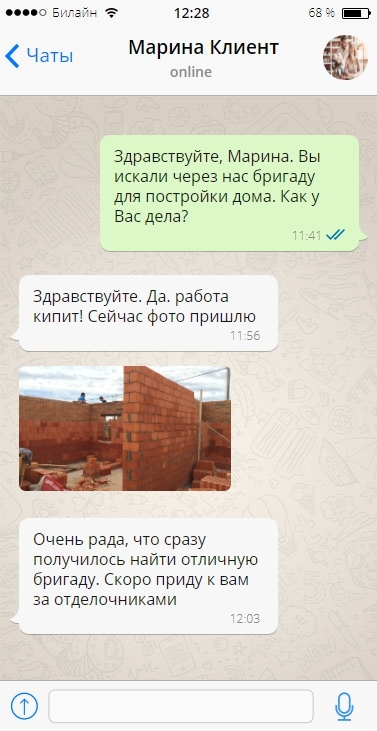 Билайн 12:28 68 %
Чаты Марина Клиент
online
Здравствуйте, Марина. Вы
искали через нас бригаду
для постройки дома. Как у
Вас дела?
11:41
Здравствуйте. Да. работа
кипит! Сейчас фото пришлю
11:56
Очень рада, что сразу
получилось найти отличную
бригаду. Скоро приду к вам
за отделочниками
12:03